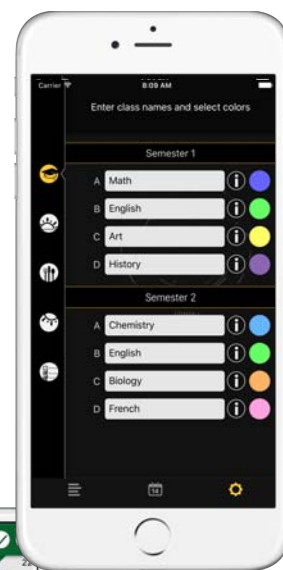 Carrier 8:09 AM
Enter class names and select colors
Semester 1
A Math
B English
C Art
D History
Semester 2
A Chemistry
B English
C Biology
D French
14